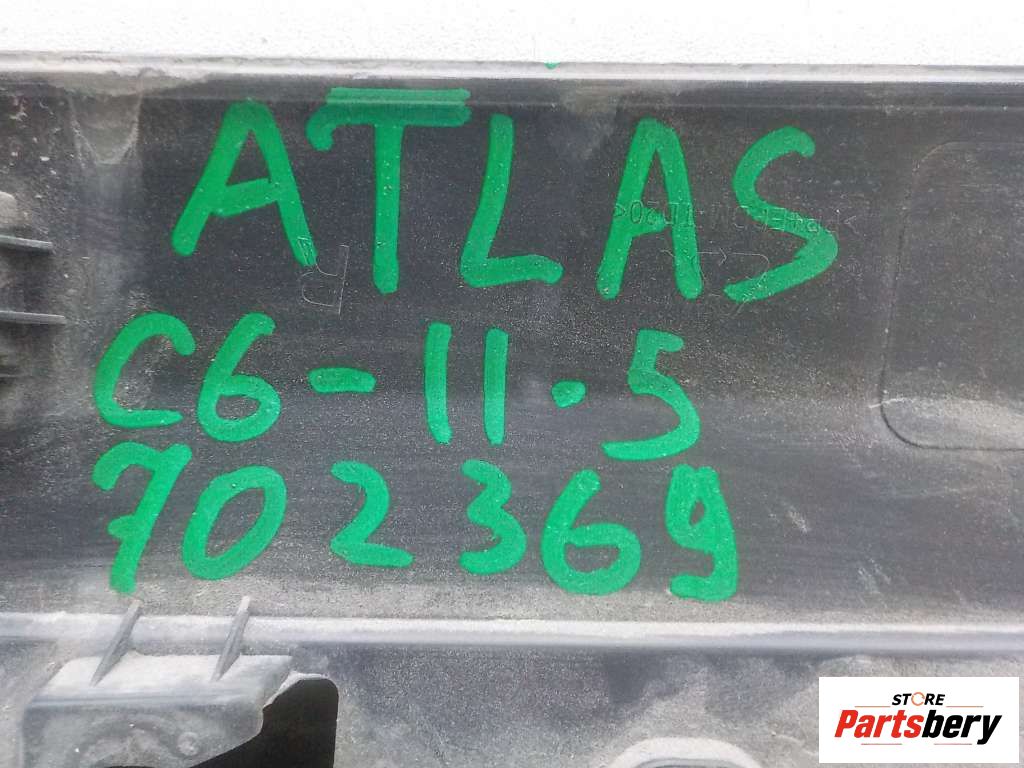 ATLAS
C6-11.5
702369
STORE
Partsbery